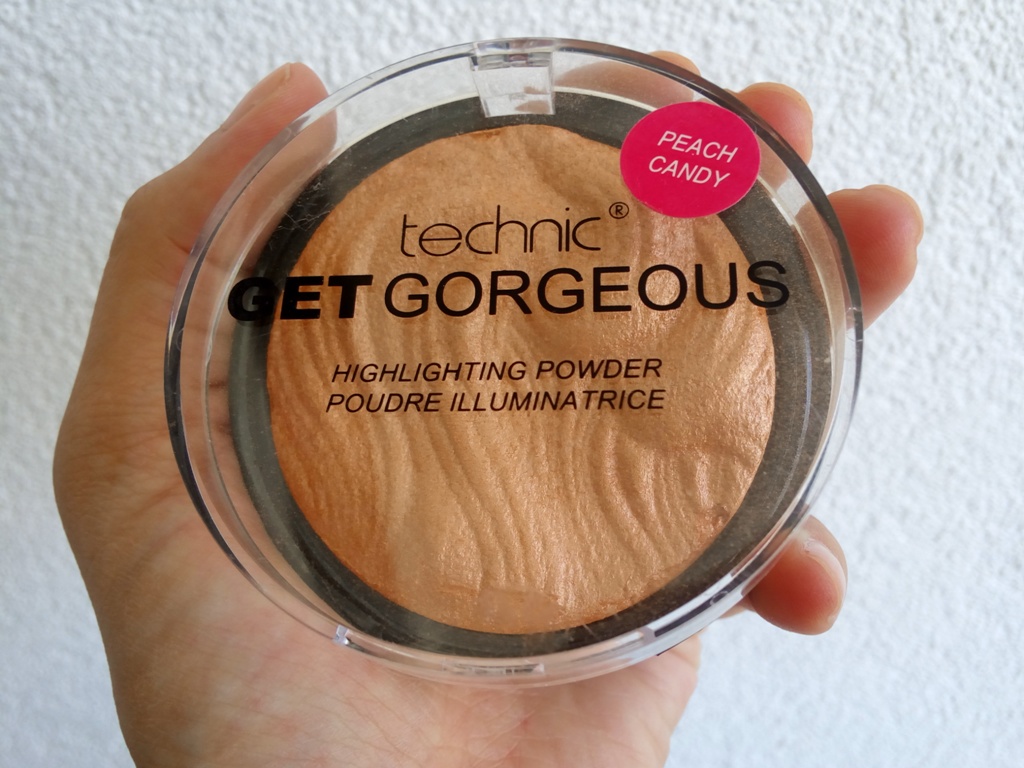 PEACH
CANDY
technic®
GET GORGEOUS
HIGHLIGHTING POWDER
POUDRE ILLUMINATRICE